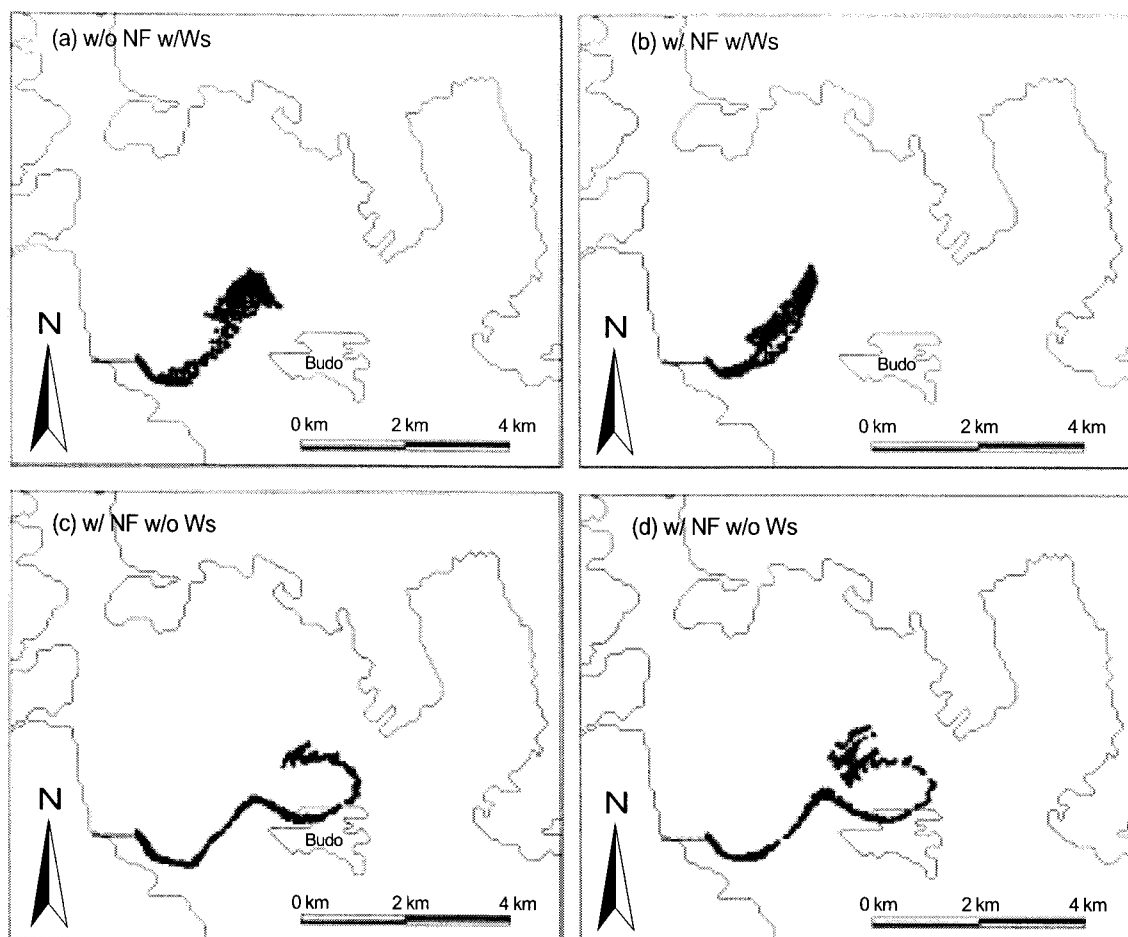 (a) w/o NF w/Ws
N
Budo
0 km 2 km 4 km
(b) w/ NF w/Ws
N
Budo
0 km 2 km 4 km
(c) w/ NF w/o Ws
N
Budo
0 km 2 km 4 km
(d) w/ NF w/o Ws
N
0 km 2 km 4 km